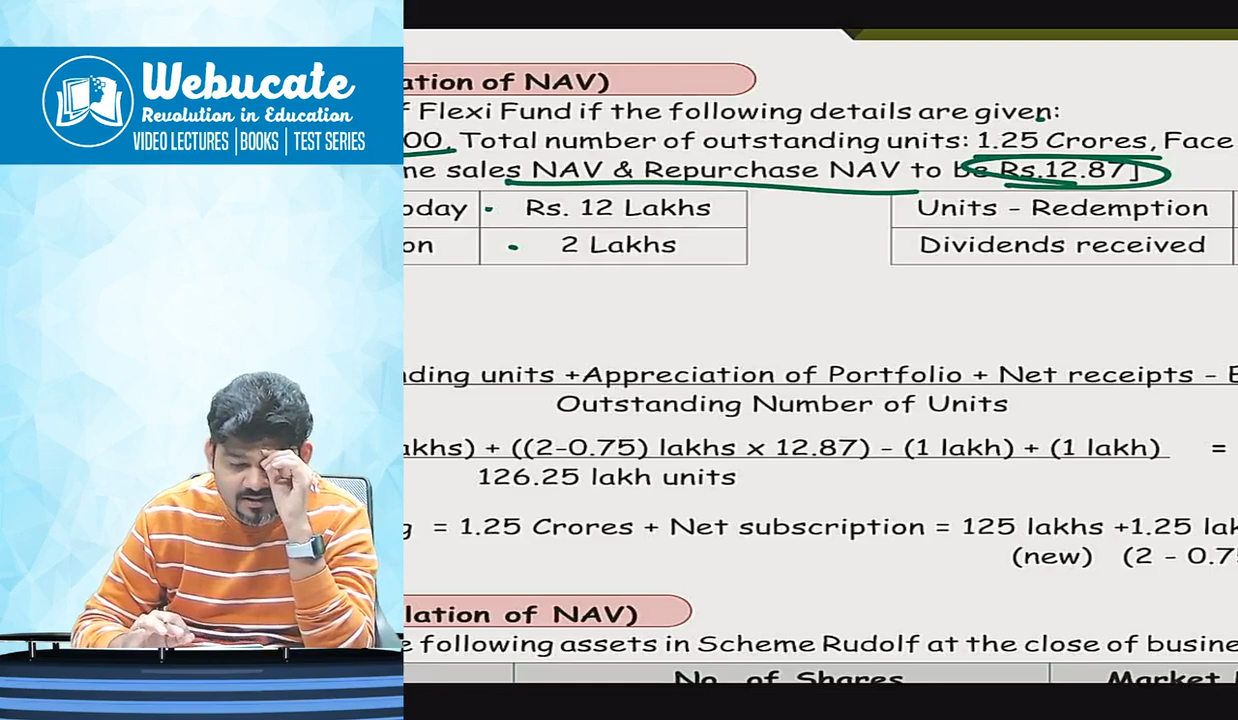 Webucate
Revolution in Education
VIDEO LECTURES | BOOKS | TEST SERIES
ation of NAV)
f Flexi Fund if the following details are given:
00, Total number of outstanding units: 1.25 Crores, Face
me sales NAV & Repurchase NAV to be Rs.12.87]
oday Rs. 12 Lakhs Units - Redemption
on 2 Lakhs Dividends received
ding units +Appreciation of Portfolio + Net receipts - E
Outstanding Number of Units
akhs) + ((2-0.75) lakhs x 12.87) - (1 lakh) + (1 lakh) =
126.25 lakh units
g = 1.25 Crores + Net subscription = 125 lakhs +1.25 lak
(new) (2 - 0.75
lation of NAV)
e following assets in Scheme Rudolf at the close of busine
No. of Shares Market